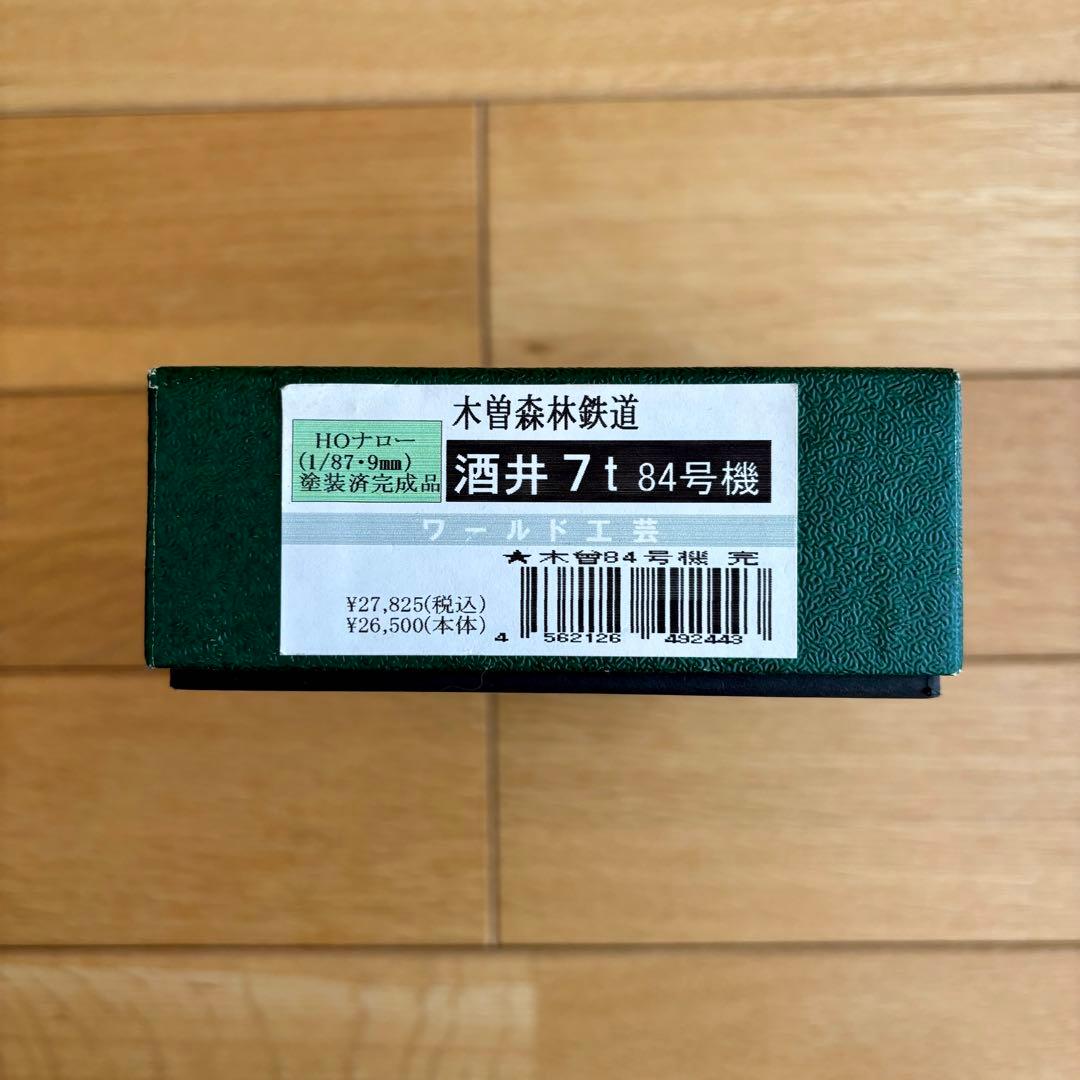 木曽森林鉄道
HOナロー
(1/87・9㎜)
塗装済完成品
酒井 7t 84号機
ワールド工芸
★木曽84号機 完
¥27,825(税込)
¥26,500(本体)
4 562126 492443